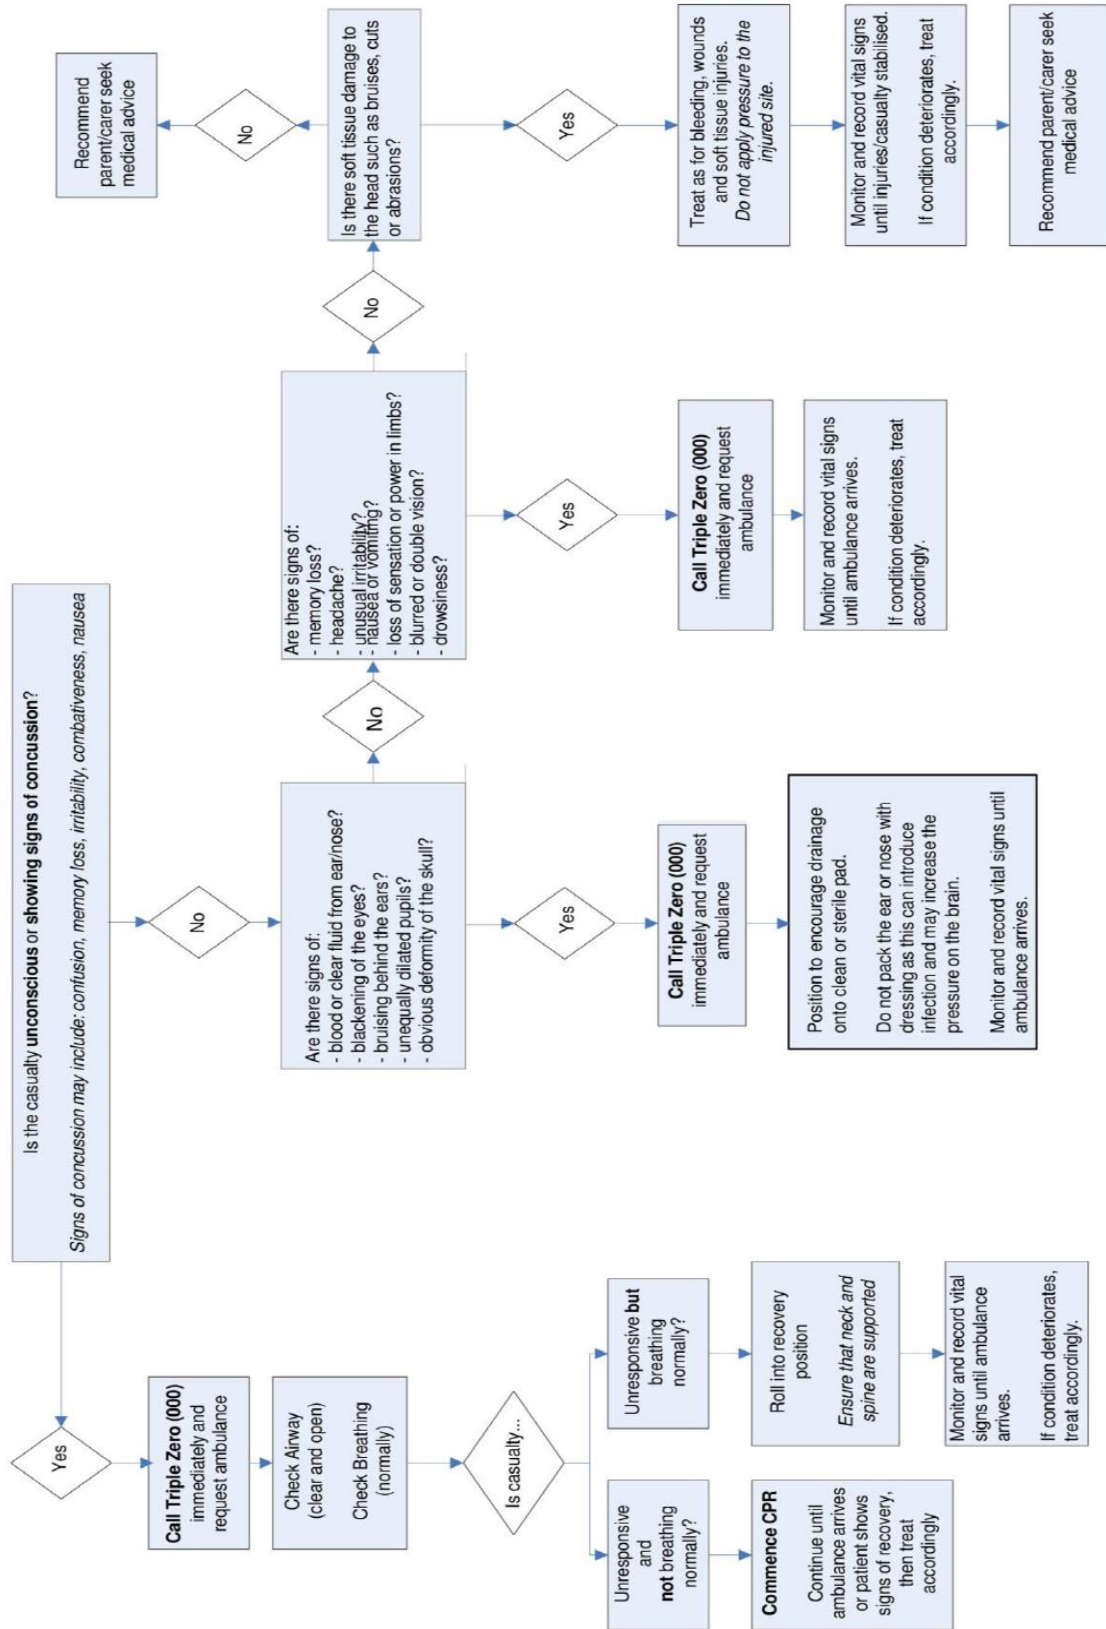 Is the casualty unconscious or showing signs of concussion?
Signs of concussion may include: confusion, memory loss, irritability, combativeness, nausea
Yes
Call Triple Zero (000)
immediately and
request ambulance
Check Airway
(clear and open)
Check Breathing
(normally)
Is casualty...
Unresponsive
and
not breathing
normally?
Commence CPR
Continue until
ambulance arrives
or patient shows
signs of recovery,
then treat
accordingly
Unresponsive but
breathing
normally?
Roll into recovery
position
Ensure that neck and
spine are supported
Monitor and record vital
signs until ambulance
arrives.
If condition deteriorates,
treat accordingly.
No
Are there signs of:
- blood or clear fluid from ear/nose?
- blackening of the eyes?
- bruising behind the ears?
- unequally dilated pupils?
- obvious deformity of the skull?
Yes
Call Triple Zero (000)
immediately and request
ambulance
Position to encourage drainage
onto clean or sterile pad.
Do not pack the ear or nose with
dressing as this can introduce
infection and may increase the
pressure on the brain.
Monitor and record vital signs until
ambulance arrives.
No
Are there signs of:
- memory loss?
- headache?
- unusual irritability?
- nausea or vomiting?
- loss of sensation or power in limbs?
- blurred or double vision?
- drowsiness?
Yes
Call Triple Zero (000)
immediately and request
ambulance
Monitor and record vital signs
until ambulance arrives.
If condition deteriorates, treat
accordingly.
No
Is there soft tissue damage to
the head such as bruises, cuts
or abrasions?
No
Recommend
parent/carer seek
medical advice
Yes
Treat as for bleeding, wounds
and soft tissue injuries.
Do not apply pressure to the
injured site.
Monitor and record vital signs
until injuries/casualty stabilised.
If condition deteriorates, treat
accordingly.
Recommend parent/carer seek
medical advice